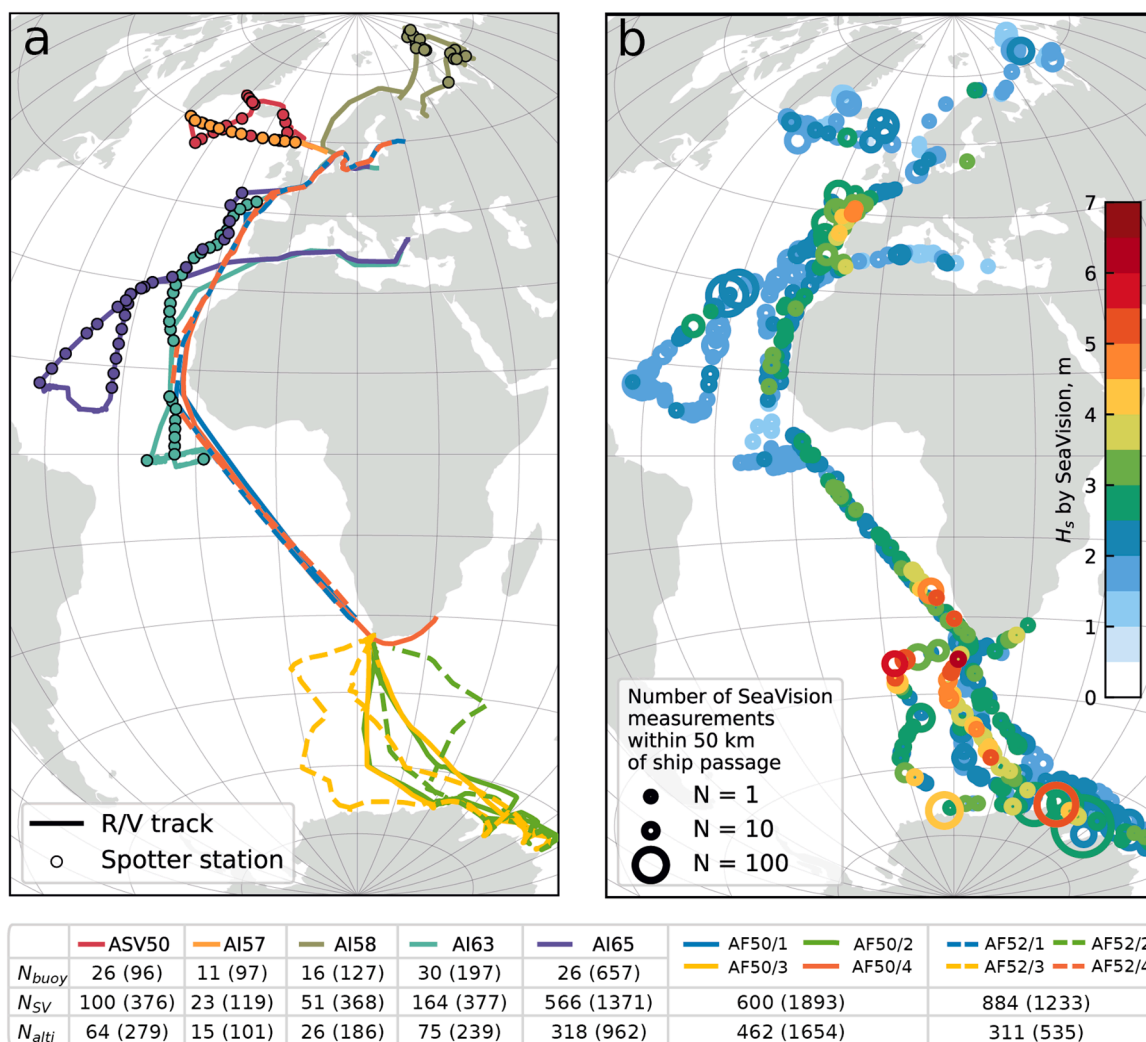 a
R/V track
Spotter station
b
7
6
5
4
3
2
1
0
H_s by SeaVision, m
Number of SeaVision
measurements
within 50 km
of ship passage
N = 1
N = 10
N = 100
ASV50 AI57 AI58 AI63 AI65 AF50/1 AF50/2 AF52/1 AF52/2
AF50/3 AF50/4 AF52/3 AF52/4
N_buoy 26 (96) 11 (97) 16 (127) 30 (197) 26 (657)
N_SV 100 (376) 23 (119) 51 (368) 164 (377) 566 (1371) 600 (1893) 884 (1233)
N_alti 64 (279) 15 (101) 26 (186) 75 (239) 318 (962) 462 (1654) 311 (535)